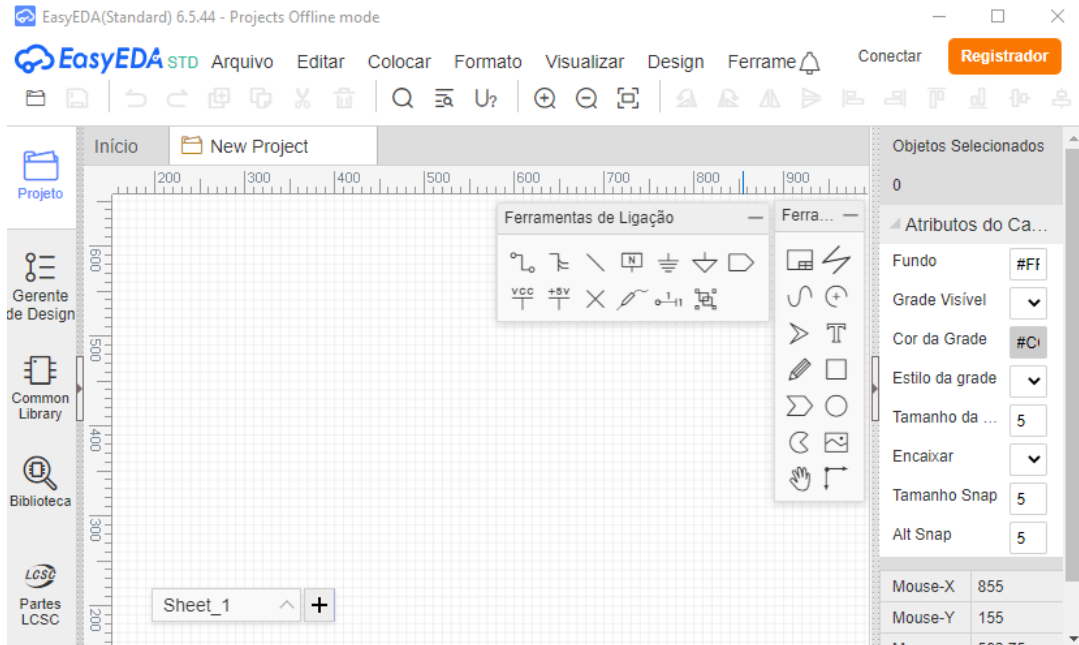 EasyEDA(Standard) 6.5.44 - Projects Offline mode
EasyEDA STD Arquivo Editar Colocar Formato Visualizar Design Ferrame Conectar Registrador
U?
Início New Project
200 300 400 500 600 700 800 900
Projeto
Gerente
de Design
Common
Library
Biblioteca
LCSC
Partes
LCSC
600
500
400
300
200
Ferramentas de Ligação
N
VCC +5V
Ferra...
T
Sheet_1
Objetos Selecionados
0
Atributos do Ca...
Fundo #FF
Grade Visível
Cor da Grade #C
Estilo da grade
Tamanho da ... 5
Encaixar
Tamanho Snap 5
Alt Snap 5
Mouse-X 855
Mouse-Y 155